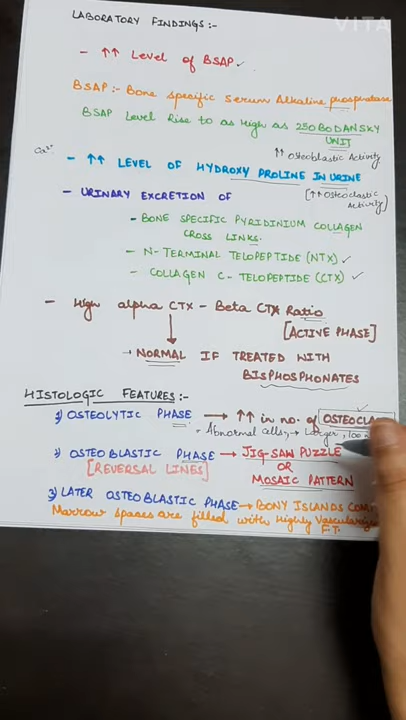 VITA
LABORATORY FINDINGS:-
- ↑↑ Level of BSAP ✓
BSAP:- Bone specific Serum Alkaline phosphatase
BSAP Level Rise to as High as 250 BODANSKY
UNIT
↑↑ Osteoblastic Activity
Ca²⁺
- ↑↑ LEVEL OF HYDROXY PROLINE IN URINE
- URINARY EXCRETION OF
[↑↑ Osteoclastic
Activity]
- BONE SPECIFIC PYRIDINIUM COLLAGEN
CROSS LINKS.
- N-TERMINAL TELOPEPTIDE (NTX) ✓
- COLLAGEN C-TELOPEPTIDE (CTX) ✓
- High alpha CTX - Beta CTX Ratio
[ACTIVE PHASE]
→ NORMAL IF TREATED WITH
BISPHOSPHONATES
HISTOLOGIC FEATURES:-
1) OSTEOLYTIC PHASE → ↑↑ in no. of
= Abnormal cells, → Larger,
2) OSTEOBLASTIC PHASE → JIG-SAW PUZZLE
[REVERSAL LINES] OR
MOSAIC PATTERN
3) LATER OSTEOBLASTIC PHASE → BONY ISLANDS
Marrow spaces are filled with Highly
F.T.